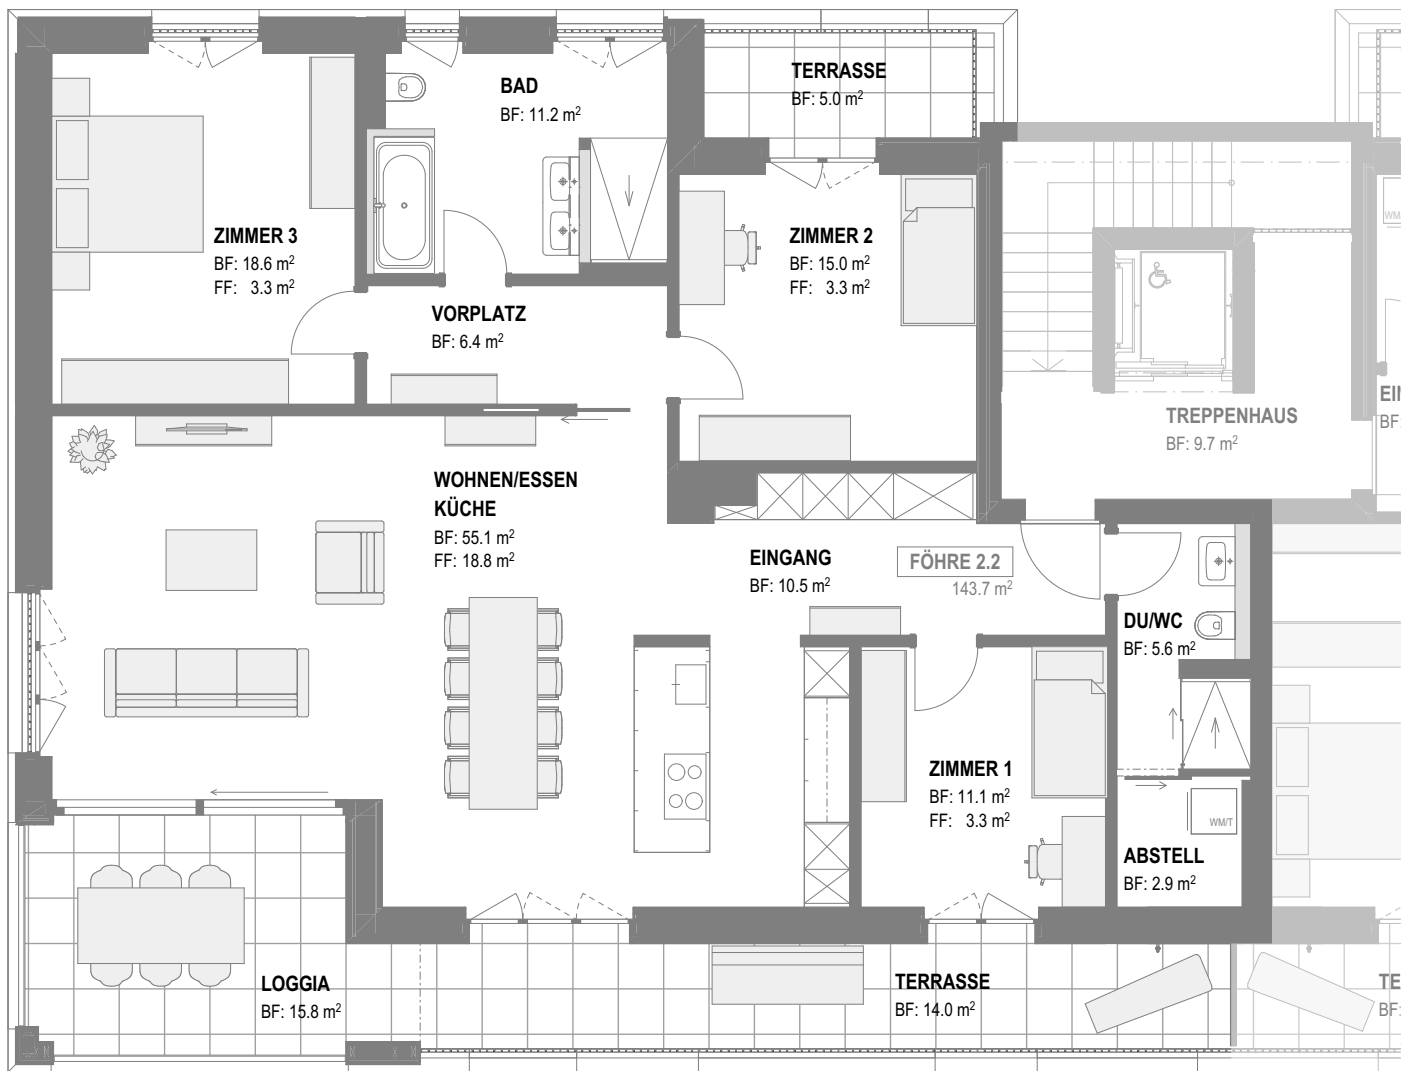 TERRASSE
BF: 5.0 m²
BAD
BF: 11.2 m²
ZIMMER 3
BF: 18.6 m²
FF: 3.3 m²
ZIMMER 2
BF: 15.0 m²
FF: 3.3 m²
VORPLATZ
BF: 6.4 m²
TREPPENHAUS
BF: 9.7 m²
WOHNEN/ESSEN
KÜCHE
BF: 55.1 m²
FF: 18.8 m²
EINGANG
BF: 10.5 m²
FÖHRE 2.2
143.7 m²
DU/WC
BF: 5.6 m²
ZIMMER 1
BF: 11.1 m²
FF: 3.3 m²
WM/T
ABSTELL
BF: 2.9 m²
LOGGIA
BF: 15.8 m²
TERRASSE
BF: 14.0 m²
TE
BF: